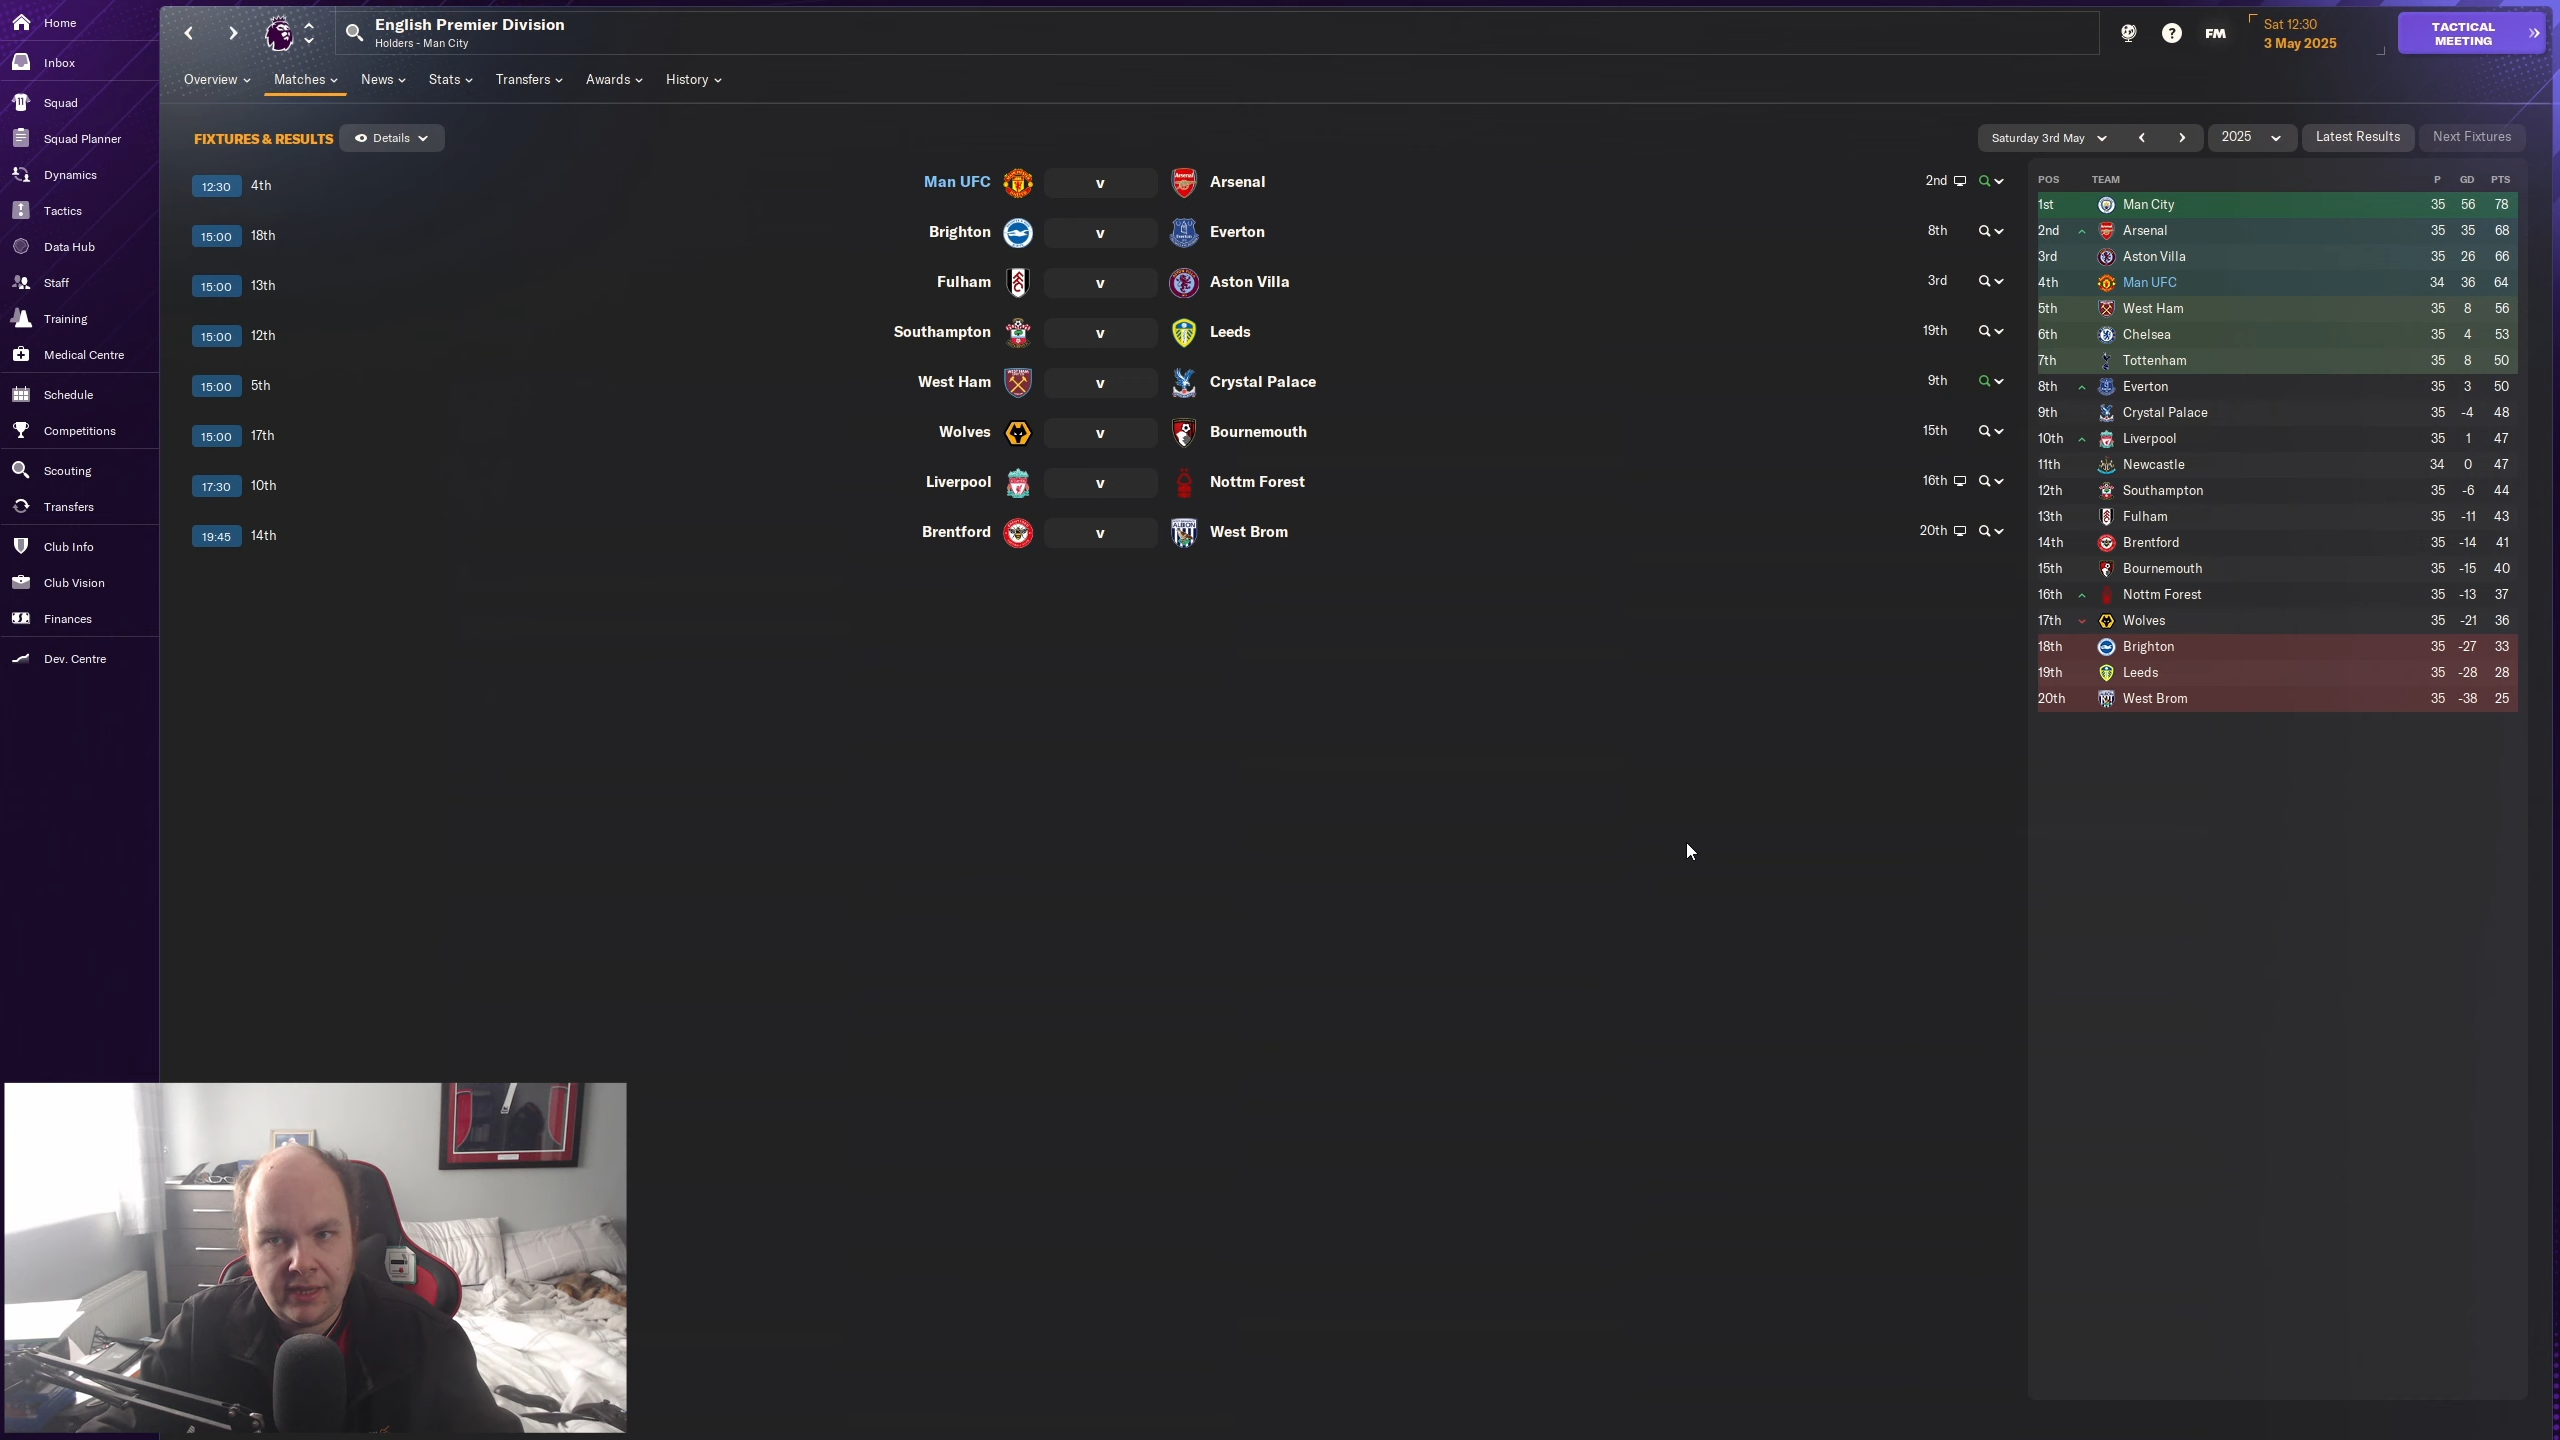 Home
Inbox
Squad
Squad Planner
Dynamics
Tactics
Data Hub
Staff
Training
Medical Centre
Schedule
Competitions
Scouting
Transfers
Club Info
Club Vision
Finances
Dev. Centre
English Premier Division
Holders - Man City
FM
Sat 12:30
3 May 2025
TACTICAL MEETING
Overview Matches News Stats Transfers Awards History
FIXTURES & RESULTS Details
Saturday 3rd May 2025 Latest Results Next Fixtures
12:30 4th Man UFC v Arsenal 2nd
15:00 18th Brighton v Everton 8th
15:00 13th Fulham v Aston Villa 3rd
15:00 12th Southampton v Leeds 19th
15:00 5th West Ham v Crystal Palace 9th
15:00 17th Wolves v Bournemouth 15th
17:30 10th Liverpool v Nottm Forest 16th
19:45 14th Brentford v West Brom 20th
POS TEAM P GD PTS
1st Man City 35 56 78
2nd Arsenal 35 35 68
3rd Aston Villa 35 26 66
4th Man UFC 34 36 64
5th West Ham 35 8 56
6th Chelsea 35 4 53
7th Tottenham 35 8 50
8th Everton 35 3 50
9th Crystal Palace 35 -4 48
10th Liverpool 35 1 47
11th Newcastle 34 0 47
12th Southampton 35 -6 44
13th Fulham 35 -11 43
14th Brentford 35 -14 41
15th Bournemouth 35 -15 40
16th Nottm Forest 35 -13 37
17th Wolves 35 -21 36
18th Brighton 35 -27 33
19th Leeds 35 -28 28
20th West Brom 35 -38 25